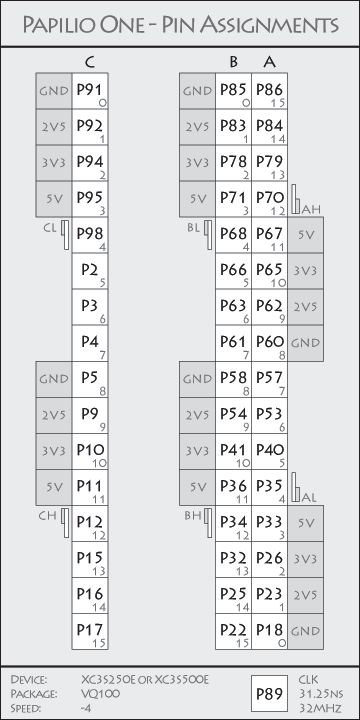 PAPILIO ONE - PIN ASSIGNMENTS
C B A
GND P91 0 GND P85 0 P86 15
2V5 P92 1 2V5 P83 1 P84 14
3V3 P94 2 3V3 P78 2 P79 13
5V P95 3 5V P71 3 P70 12 AH
CL P98 4 BL P68 4 P67 11 5V
P2 5 P66 5 P65 10 3V3
P3 6 P63 6 P62 9 2V5
P4 7 P61 7 P60 8 GND
GND P5 8 GND P58 8 P57 7
2V5 P9 9 2V5 P54 9 P53 6
3V3 P10 10 3V3 P41 10 P40 5
5V P11 11 5V P36 11 P35 4 AL
CH P12 12 BH P34 12 P33 3 5V
P15 13 P32 13 P26 2 3V3
P16 14 P25 14 P23 1 2V5
P17 15 P22 15 P18 0 GND
DEVICE: XC3S250E OR XC3S500E
PACKAGE: VQ100
SPEED: -4
P89
CLK
31.25NS
32MHZ